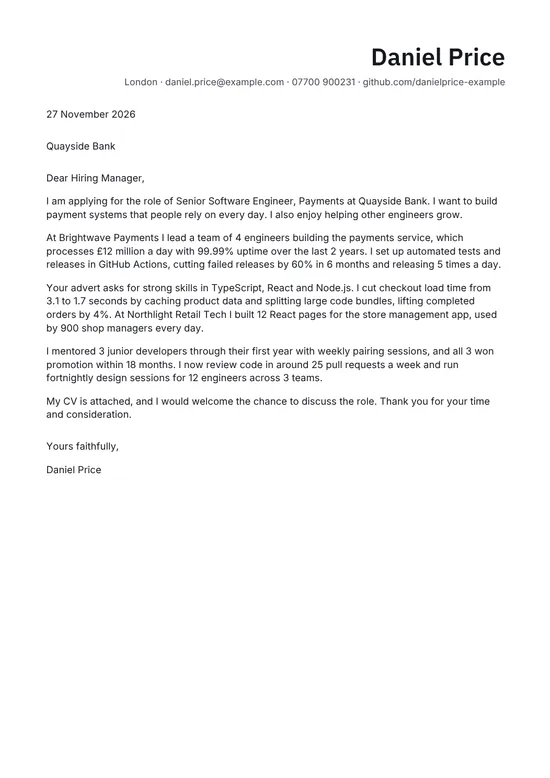 Daniel Price
London · daniel.price@example.com · 07700 900231 · github.com/danielprice-example
27 November 2026
Quayside Bank
Dear Hiring Manager,
I am applying for the role of Senior Software Engineer, Payments at Quayside Bank. I want to build
payment systems that people rely on every day. I also enjoy helping other engineers grow.
At Brightwave Payments I lead a team of 4 engineers building the payments service, which
processes £12 million a day with 99.99% uptime over the last 2 years. I set up automated tests and
releases in GitHub Actions, cutting failed releases by 60% in 6 months and releasing 5 times a day.
Your advert asks for strong skills in TypeScript, React and Node.js. I cut checkout load time from
3.1 to 1.7 seconds by caching product data and splitting large code bundles, lifting completed
orders by 4%. At Northlight Retail Tech I built 12 React pages for the store management app, used
by 900 shop managers every day.
I mentored 3 junior developers through their first year with weekly pairing sessions, and all 3 won
promotion within 18 months. I now review code in around 25 pull requests a week and run
fortnightly design sessions for 12 engineers across 3 teams.
My CV is attached, and I would welcome the chance to discuss the role. Thank you for your time
and consideration.
Yours faithfully,
Daniel Price